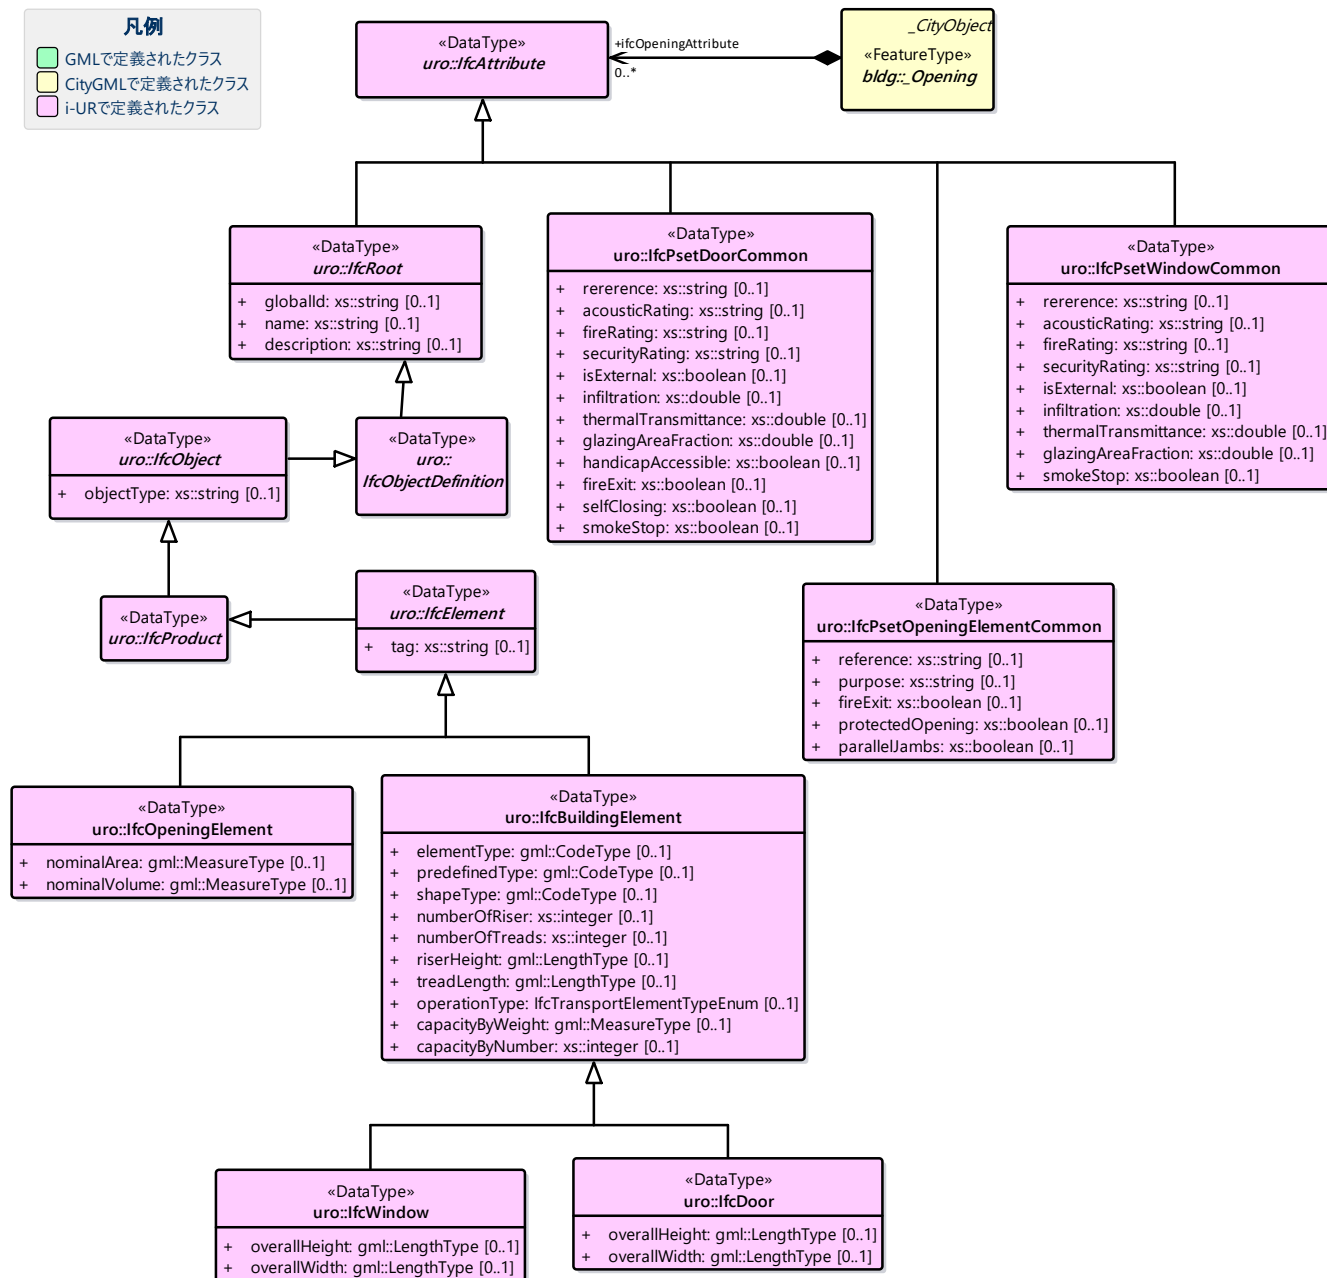 凡例
GMLで定義されたクラス
CityGMLで定義されたクラス
i-URで定義されたクラス
«DataType»
uro::IfcAttribute
+ifcOpeningAttribute
0..*
_CityObject
«FeatureType»
bldg::_Opening
«DataType»
uro::IfcRoot
+ globalId: xs::string [0..1]
+ name: xs::string [0..1]
+ description: xs::string [0..1]
«DataType»
uro::IfcPsetDoorCommon
+ rererence: xs::string [0..1]
+ acousticRating: xs::string [0..1]
+ fireRating: xs::string [0..1]
+ securityRating: xs::string [0..1]
+ isExternal: xs::boolean [0..1]
+ infiltration: xs::double [0..1]
+ thermalTransmittance: xs::double [0..1]
+ glazingAreaFraction: xs::double [0..1]
+ handicapAccessible: xs::boolean [0..1]
+ fireExit: xs::boolean [0..1]
+ selfClosing: xs::boolean [0..1]
+ smokeStop: xs::boolean [0..1]
«DataType»
uro::IfcPsetWindowCommon
+ rererence: xs::string [0..1]
+ acousticRating: xs::string [0..1]
+ fireRating: xs::string [0..1]
+ securityRating: xs::string [0..1]
+ isExternal: xs::boolean [0..1]
+ infiltration: xs::double [0..1]
+ thermalTransmittance: xs::double [0..1]
+ glazingAreaFraction: xs::double [0..1]
+ smokeStop: xs::boolean [0..1]
«DataType»
uro::IfcObject
+ objectType: xs::string [0..1]
«DataType»
uro::
IfcObjectDefinition
«DataType»
uro::IfcProduct
«DataType»
uro::IfcElement
+ tag: xs::string [0..1]
«DataType»
uro::IfcPsetOpeningElementCommon
+ reference: xs::string [0..1]
+ purpose: xs::string [0..1]
+ fireExit: xs::boolean [0..1]
+ protectedOpening: xs::boolean [0..1]
+ parallelJambs: xs::boolean [0..1]
«DataType»
uro::IfcOpeningElement
+ nominalArea: gml::MeasureType [0..1]
+ nominalVolume: gml::MeasureType [0..1]
«DataType»
uro::IfcBuildingElement
+ elementType: gml::CodeType [0..1]
+ predefinedType: gml::CodeType [0..1]
+ shapeType: gml::CodeType [0..1]
+ numberOfRiser: xs::integer [0..1]
+ numberOfTreads: xs::integer [0..1]
+ riserHeight: gml::LengthType [0..1]
+ treadLength: gml::LengthType [0..1]
+ operationType: IfcTransportElementTypeEnum [0..1]
+ capacityByWeight: gml::MeasureType [0..1]
+ capacityByNumber: xs::integer [0..1]
«DataType»
uro::IfcWindow
+ overallHeight: gml::LengthType [0..1]
+ overallWidth: gml::LengthType [0..1]
«DataType»
uro::IfcDoor
+ overallHeight: gml::LengthType [0..1]
+ overallWidth: gml::LengthType [0..1]